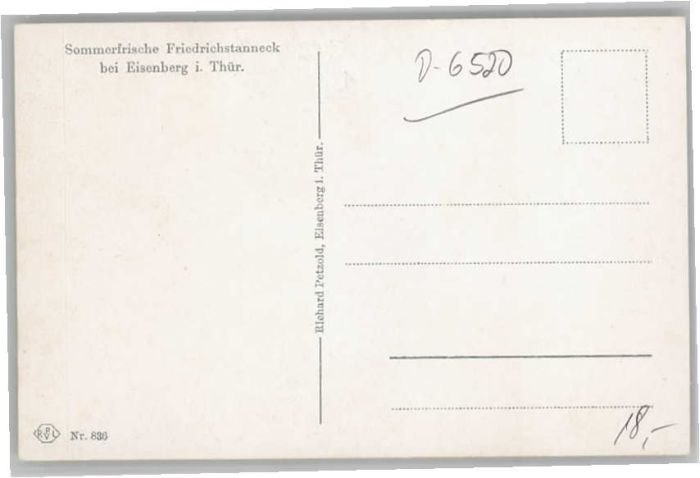 Sommerfrische Friedrichstanneck
bei Eisenberg i. Thür.
D-6520
Richard Petzold, Eisenberg i. Thür.
Nr. 836
18,-